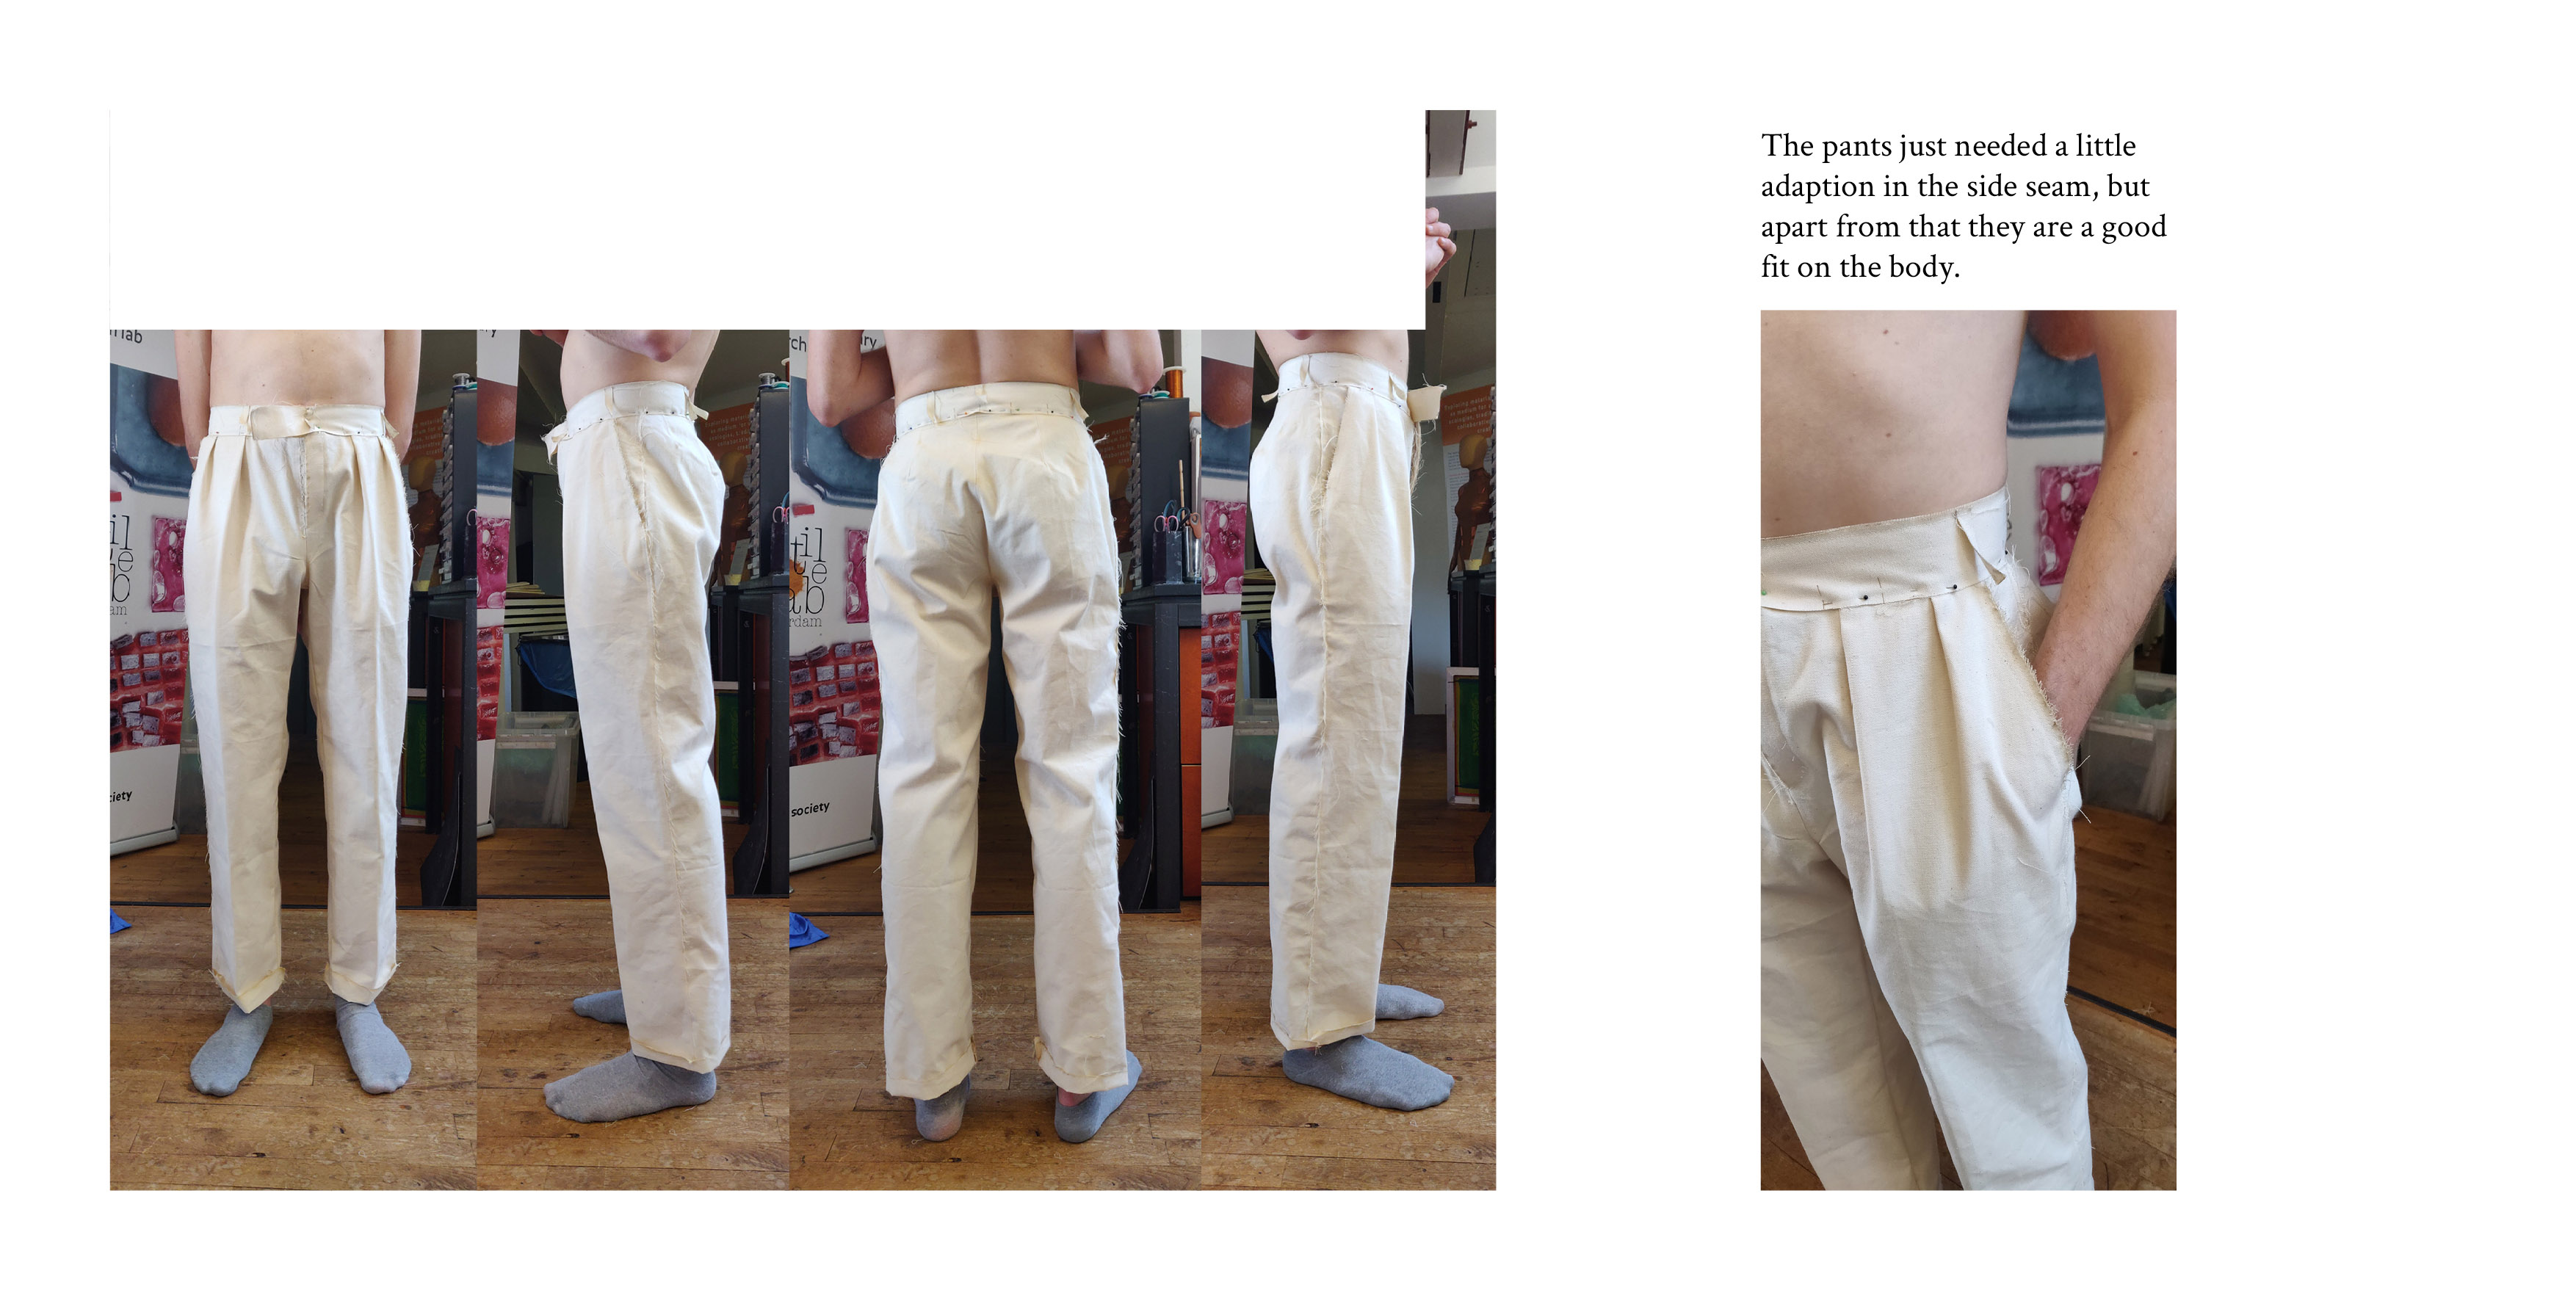 The pants just needed a little
adaption in the side seam, but
apart from that they are a good
fit on the body.
society